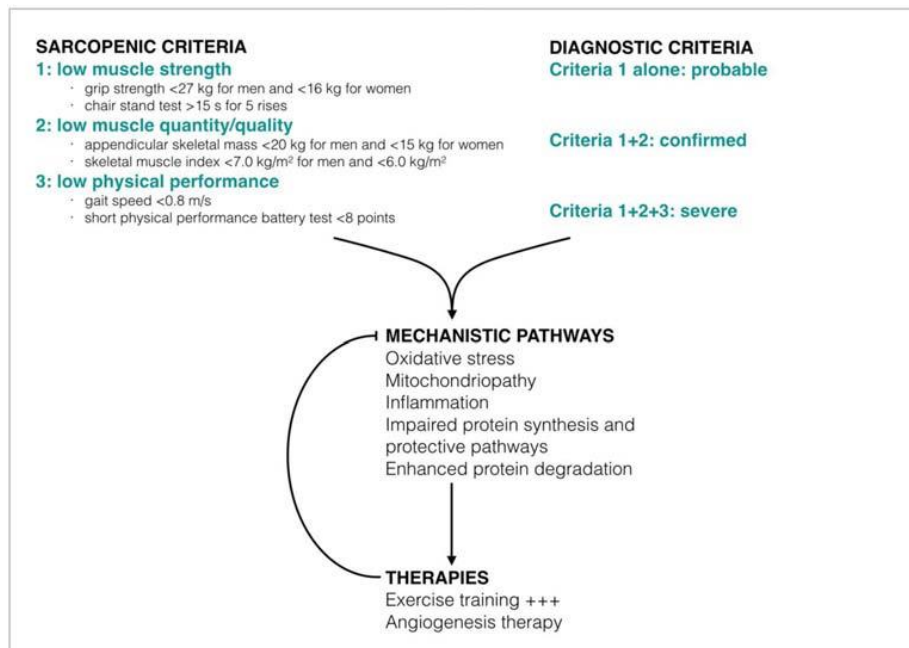 SARCOPENIC CRITERIA
1: low muscle strength
· grip strength <27 kg for men and <16 kg for women
· chair stand test >15 s for 5 rises
2: low muscle quantity/quality
· appendicular skeletal mass <20 kg for men and <15 kg for women
· skeletal muscle index <7.0 kg/m² for men and <6.0 kg/m²
3: low physical performance
· gait speed <0.8 m/s
· short physical performance battery test <8 points
DIAGNOSTIC CRITERIA
Criteria 1 alone: probable
Criteria 1+2: confirmed
Criteria 1+2+3: severe
MECHANISTIC PATHWAYS
Oxidative stress
Mitochondriopathy
Inflammation
Impaired protein synthesis and
protective pathways
Enhanced protein degradation
THERAPIES
Exercise training +++
Angiogenesis therapy